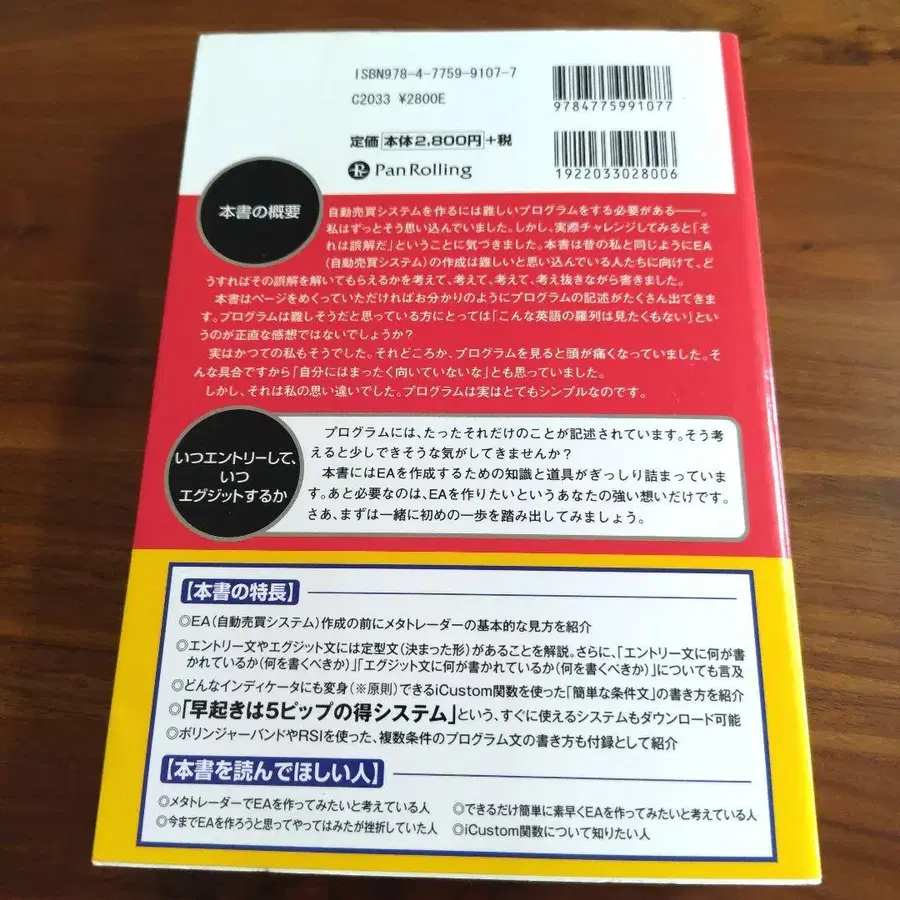 ISBN978-4-7759-9107-7
C2033 ¥2800E
9784775991077
定価 本体2,800円+税
PanRolling
1922033028006
本書の概要
自動売買システムを作るには難しいプログラムをする必要がある――。
私はずっとそう思い込んでいました。しかし、実際チャレンジしてみると「そ
れは誤解だ」ということに気づきました。本書は昔の私と同じようにEA
(自動売買システム)の作成は難しいと思い込んでいる人たちに向けて、ど
うすればその誤解を解いてもらえるかを考えて、考えて、考えて、考え抜きながら書きました。
本書はページをめくっていただければお分かりのようにプログラムの記述がたくさん出てきま
す。プログラムは難しそうだと思っている方にとっては「こんな英語の羅列は見たくもない」とい
うのが正直な感想ではないでしょうか?
実はかつての私もそうでした。それどころか、プログラムを見ると頭が痛くなっていました。そ
んな具合ですから「自分にはまったく向いていないな」とも思っていました。
しかし、それは私の思い違いでした。プログラムは実はとてもシンプルなのです。
いつエントリーして、
いつ
エグジットするか
プログラムには、たったそれだけのことが記述されています。そう考
えると少しできそうな気がしてきませんか?
本書にはEAを作成するための知識と道具がぎっしり詰まっていま
す。あと必要なのは、EAを作りたいというあなたの強い想いだけです。
さあ、まずは一緒に初めの一歩を踏み出してみましょう。
【本書の特長】
◎EA(自動売買システム)作成の前にメタトレーダーの基本的な見方を紹介
◎エントリー文やエグジット文には定型文(決まった形)があることを解説。さらに、「エントリー文に何が書
かれているか(何を書くべきか)」「エグジット文に何が書かれているか(何を書くべきか)」についても言及
◎どんなインディケータにも変身(※原則)できるiCustom関数を使った「簡単な条件文」の書き方を紹介
◎「早起きは5ピップの得システム」という、すぐに使えるシステムもダウンロード可能
◎ボリンジャーバンドやRSIを使った、複数条件のプログラム文の書き方も付録として紹介
【本書を読んでほしい人】
◎メタトレーダーでEAを作ってみたいと考えている人 ◎できるだけ簡単に素早くEAを作ってみたいと考えている人
◎今までEAを作ろうと思ってやってはみたが挫折していた人 ◎iCustom関数について知りたい人